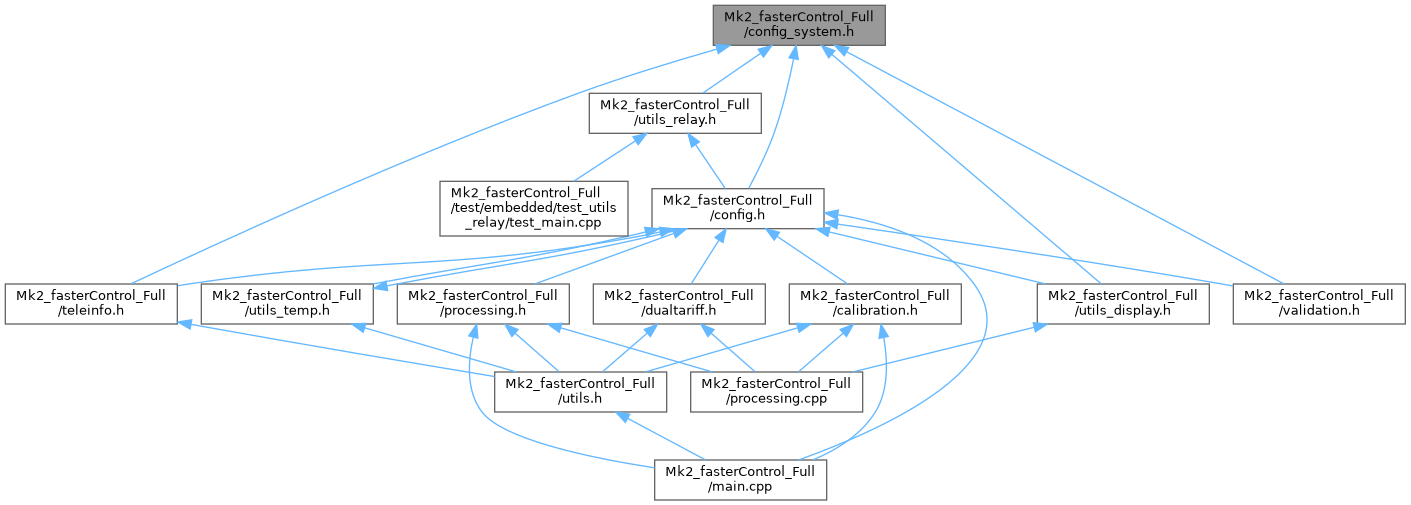 Mk2_fasterControl_Full
/config_system.h
Mk2_fasterControl_Full
/utils_relay.h
Mk2_fasterControl_Full
/test/embedded/test_utils
_relay/test_main.cpp
Mk2_fasterControl_Full
/config.h
Mk2_fasterControl_Full
/teleinfo.h
Mk2_fasterControl_Full
/utils_temp.h
Mk2_fasterControl_Full
/processing.h
Mk2_fasterControl_Full
/dualtariff.h
Mk2_fasterControl_Full
/calibration.h
Mk2_fasterControl_Full
/utils_display.h
Mk2_fasterControl_Full
/validation.h
Mk2_fasterControl_Full
/utils.h
Mk2_fasterControl_Full
/processing.cpp
Mk2_fasterControl_Full
/main.cpp